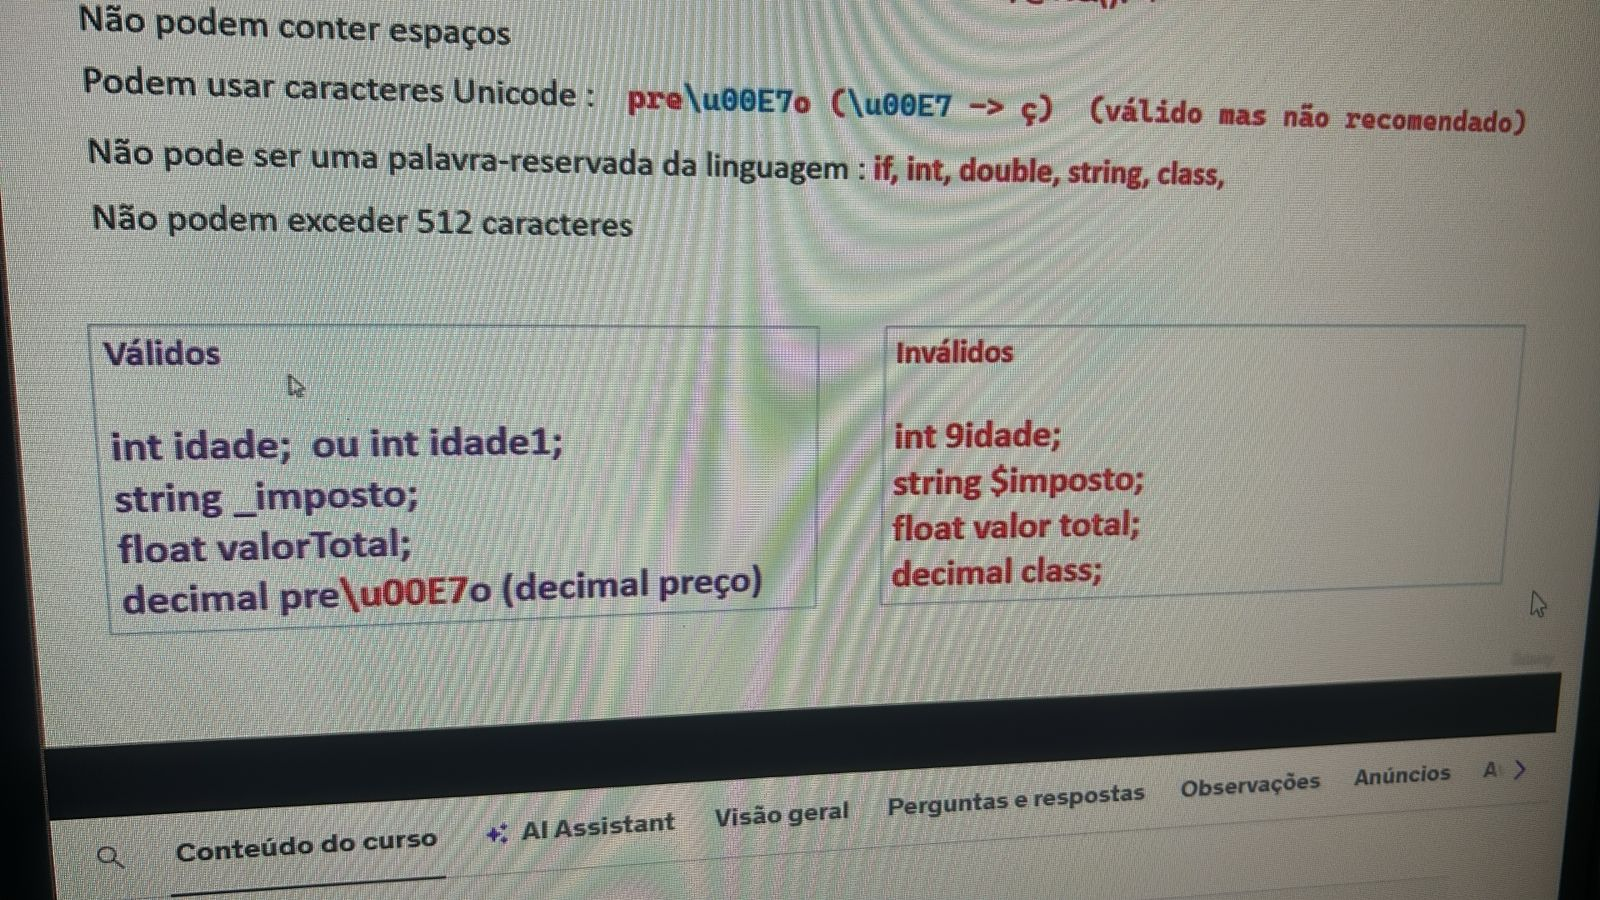 Não podem conter espaços
Podem usar caracteres Unicode : pre\u00E7o (\u00E7 -> ç) (válido mas não recomendado)
Não pode ser uma palavra-reservada da linguagem : if, int, double, string, class,
Não podem exceder 512 caracteres
Válidos
int idade; ou int idade1;
string _imposto;
float valorTotal;
decimal pre\u00E7o (decimal preço)
Inválidos
int 9idade;
string $imposto;
float valor total;
decimal class;
Conteúdo do curso
AI Assistant
Visão geral
Perguntas e respostas
Observações
Anúncios